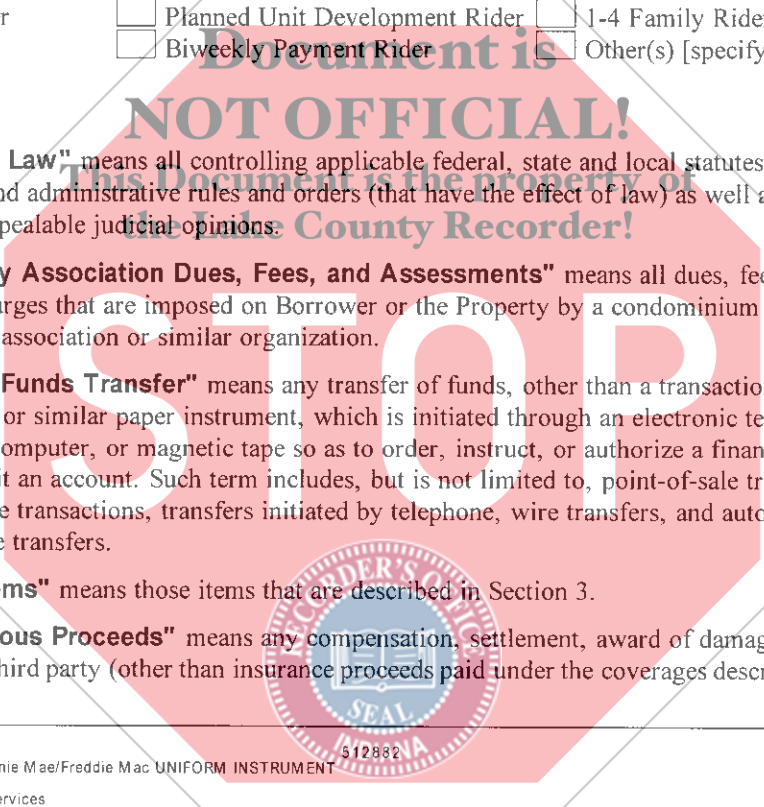 r Planned Unit Development Rider 1-4 Family Rider
Biweekly Payment Rider Other(s) [specify
Document is
NOT OFFICIAL!
This Document is the property of
the Lake County Recorder!
STOP
Law" means all controlling applicable federal, state and local statutes
nd administrative rules and orders (that have the effect of law) as well a
pealable judicial opinions.
y Association Dues, Fees, and Assessments" means all dues, fee
arges that are imposed on Borrower or the Property by a condominium
association or similar organization.
Funds Transfer" means any transfer of funds, other than a transactio
or similar paper instrument, which is initiated through an electronic te
omputer, or magnetic tape so as to order, instruct, or authorize a finan
it an account. Such term includes, but is not limited to, point-of-sale tr
e transactions, transfers initiated by telephone, wire transfers, and auto
e transfers.
ms" means those items that are described in Section 3.
ous Proceeds" means any compensation, settlement, award of damag
hird party (other than insurance proceeds paid under the coverages descr
RECORDER'S OFFICE
SEAL
INDIANA
512882
nie Mae/Freddie Mac UNIFORM INSTRUMENT
ervices